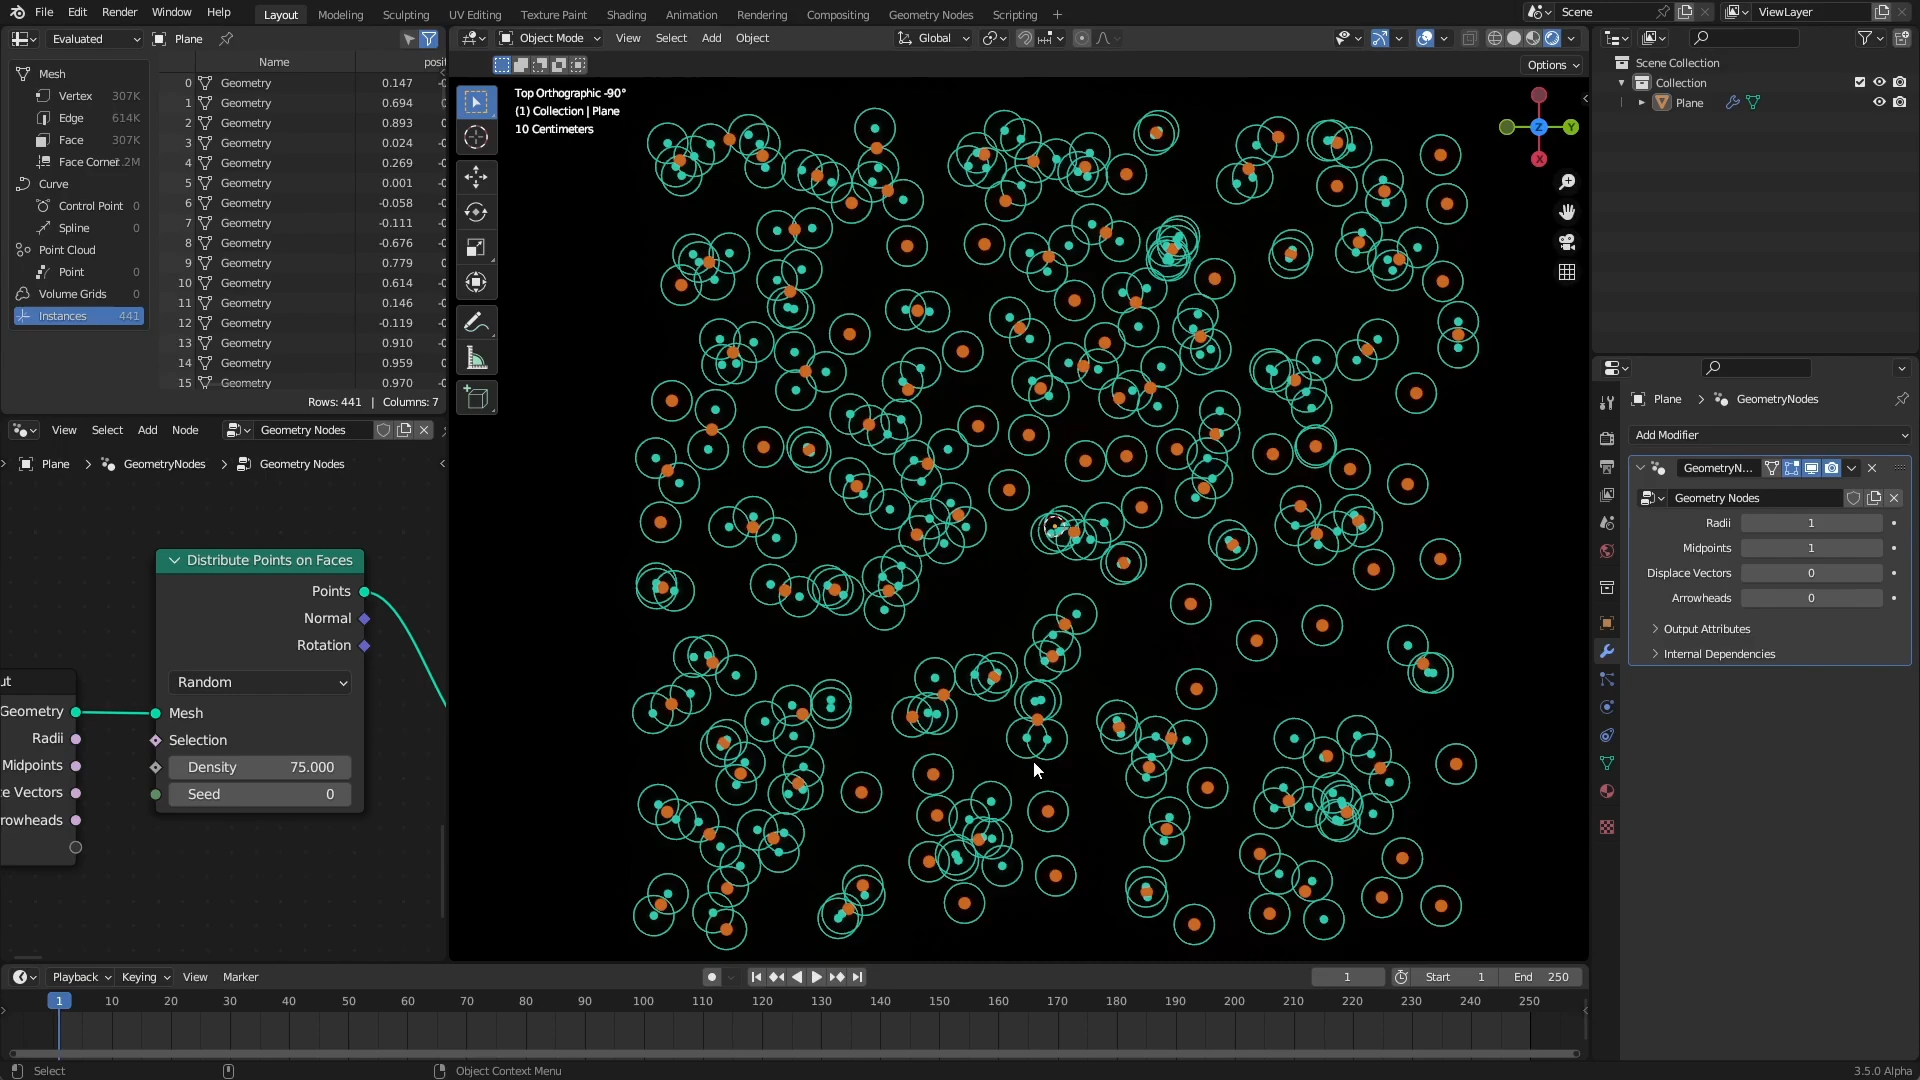 File Edit Render Window Help
Layout Modeling Sculpting UV Editing Texture Paint Shading Animation Rendering Compositing Geometry Nodes Scripting
Scene
ViewLayer
Evaluated
Plane
Object Mode View Select Add Object
Global
Options
Name posit
Mesh
Vertex 307K
Edge 614K
Face 307K
Face Corner .2M
Curve
Control Point 0
Spline 0
Point Cloud
Point 0
Volume Grids 0
Instances 441
0 Geometry 0.147
1 Geometry 0.694
2 Geometry 0.893
3 Geometry 0.024
4 Geometry 0.269
5 Geometry 0.001
6 Geometry -0.058
7 Geometry -0.111
8 Geometry -0.676
9 Geometry 0.779
10 Geometry 0.614
11 Geometry 0.146
12 Geometry -0.119
13 Geometry 0.910
14 Geometry 0.959
15 Geometry 0.970
Rows: 441 | Columns: 7
View Select Add Node
Geometry Nodes
Plane GeometryNodes Geometry Nodes
Distribute Points on Faces
Points
Normal
Rotation
Random
Mesh
Selection
Density 75.000
Seed 0
ut
Geometry
Radii
Midpoints
e Vectors
rowheads
Top Orthographic -90°
(1) Collection | Plane
10 Centimeters
Z
Y
X
Scene Collection
Collection
Plane
Plane GeometryNodes
Add Modifier
GeometryN...
Geometry Nodes
Radii 1
Midpoints 1
Displace Vectors 0
Arrowheads 0
Output Attributes
Internal Dependencies
Playback Keying View Marker
1
Start 1
End 250
1 10 20 30 40 50 60 70 80 90 100 110 120 130 140 150 160 170 180 190 200 210 220 230 240 250
Select
Object Context Menu
3.5.0 Alpha